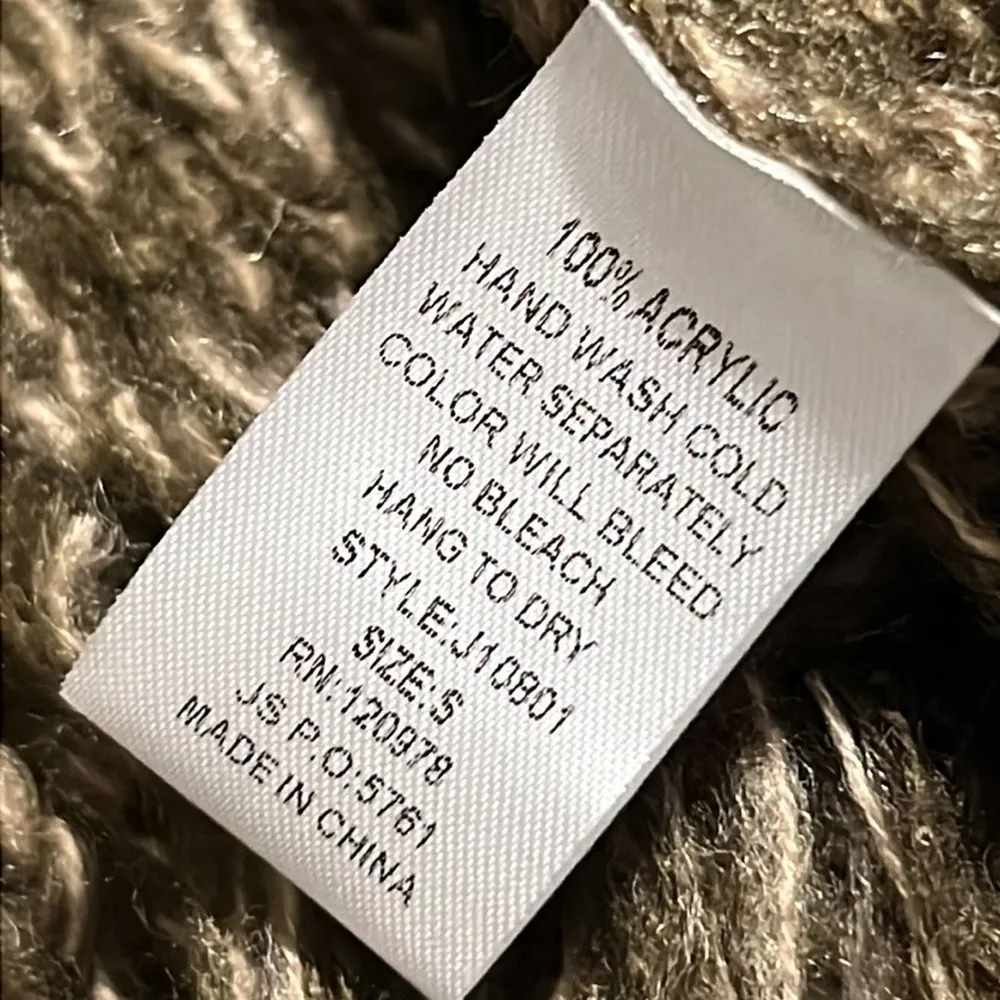 100% ACRYLIC
HAND WASH COLD
WATER SEPARATELY
COLOR WILL BLEED
NO BLEACH
HANG TO DRY
STYLE:J10801
SIZE:S
RN:120978
JS P.O:5761
MADE IN CHINA